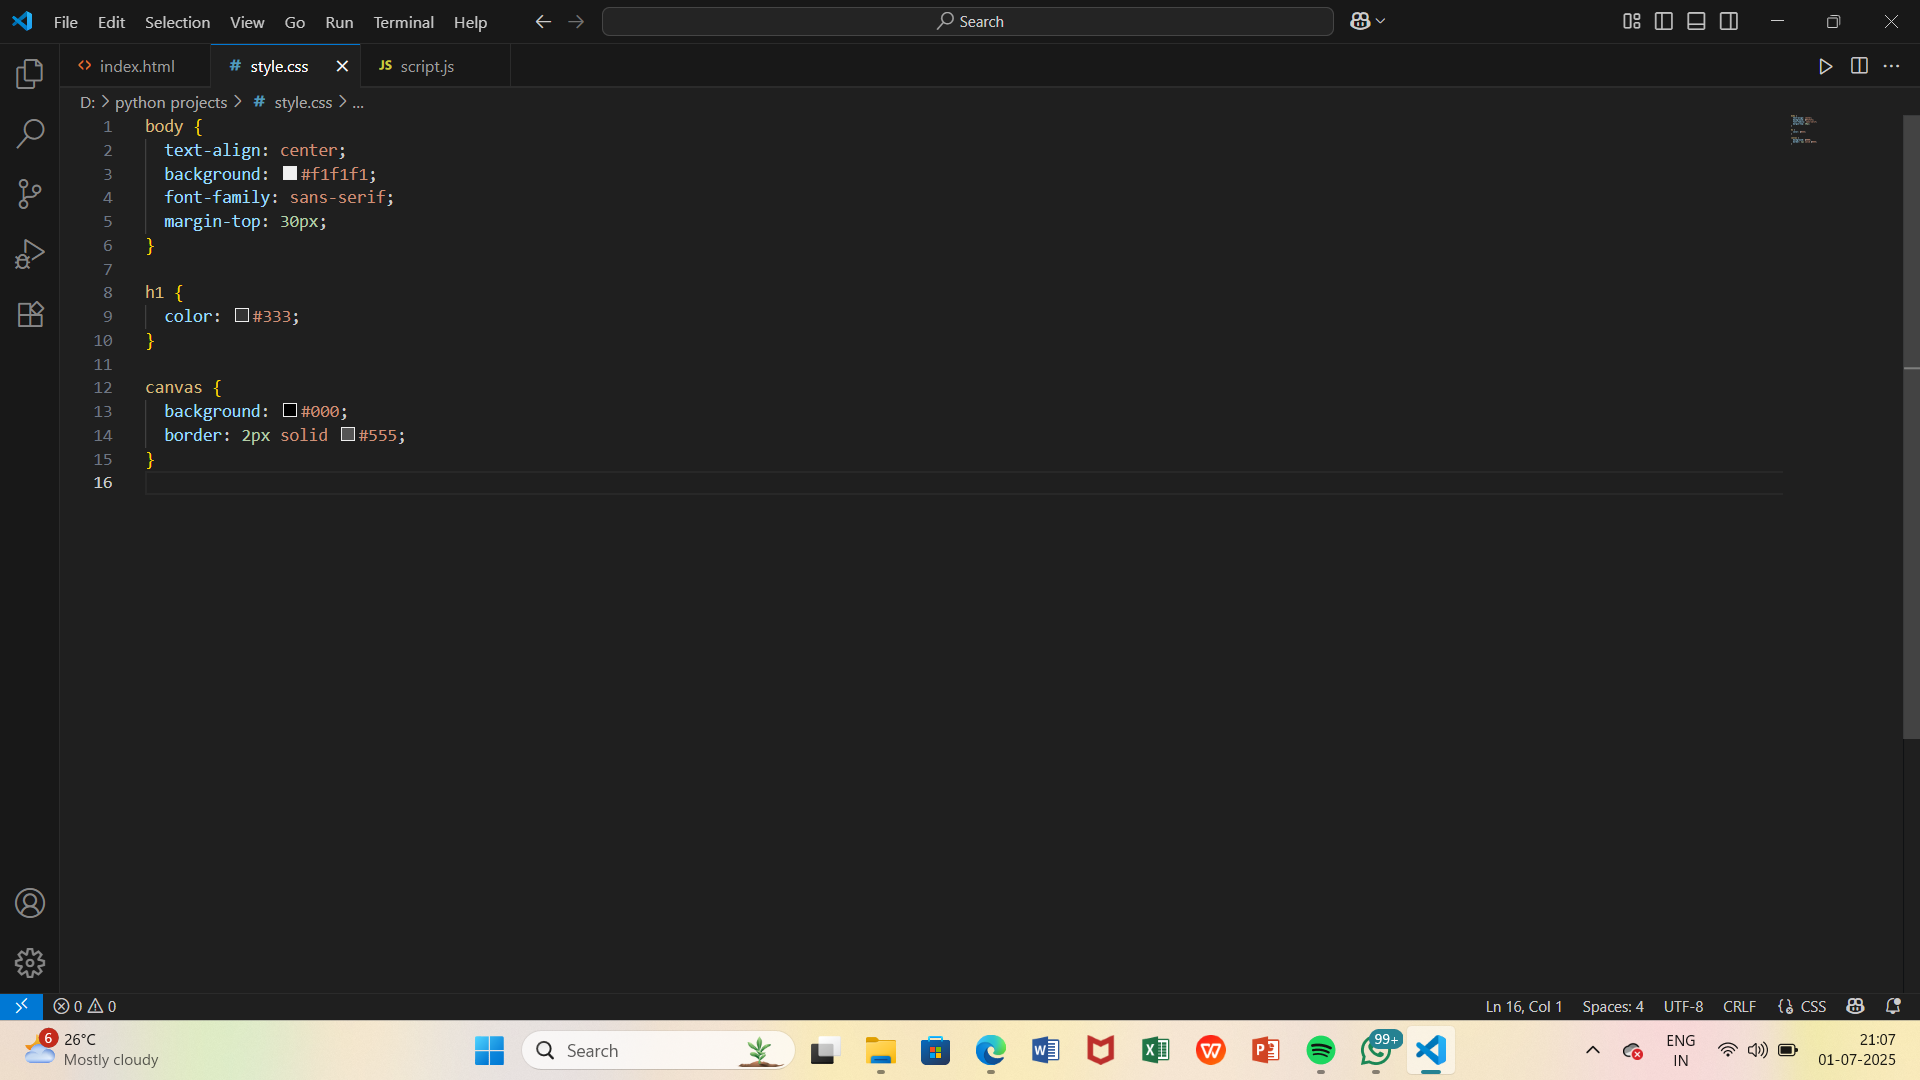 File Edit Selection View Go Run Terminal Help Search
index.html
# style.css
JS script.js
D: > python projects > # style.css > ...
1 body {
2 text-align: center;
3 background: #f1f1f1;
4 font-family: sans-serif;
5 margin-top: 30px;
6 }
7
8 h1 {
9 color: #333;
10 }
11
12 canvas {
13 background: #000;
14 border: 2px solid #555;
15 }
16
0 0 Ln 16, Col 1 Spaces: 4 UTF-8 CRLF CSS
6 26°C
Mostly cloudy
Search
99+
ENG
IN
21:07
01-07-2025